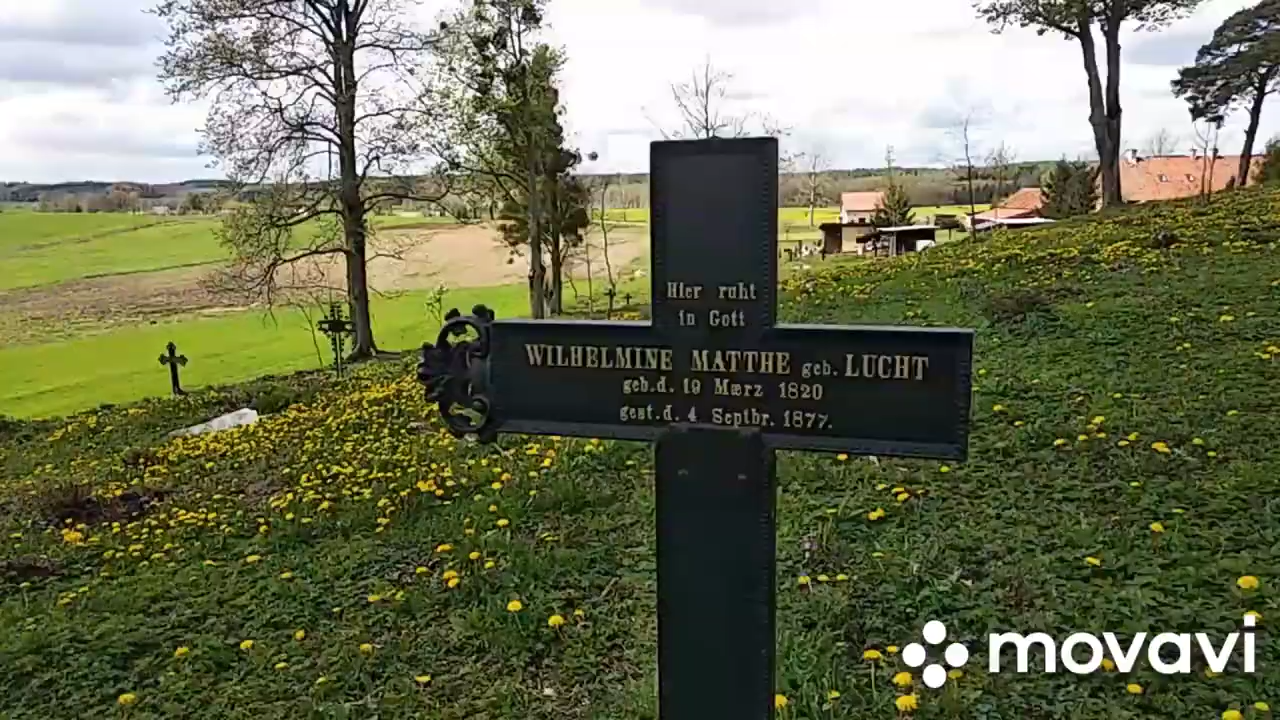 Hier ruht
in Gott
WILHELMINE MATTHE geb. LUCHT
geb. d. 19 Mærz 1820
gest. d. 4 Septbr. 1877.
movavi